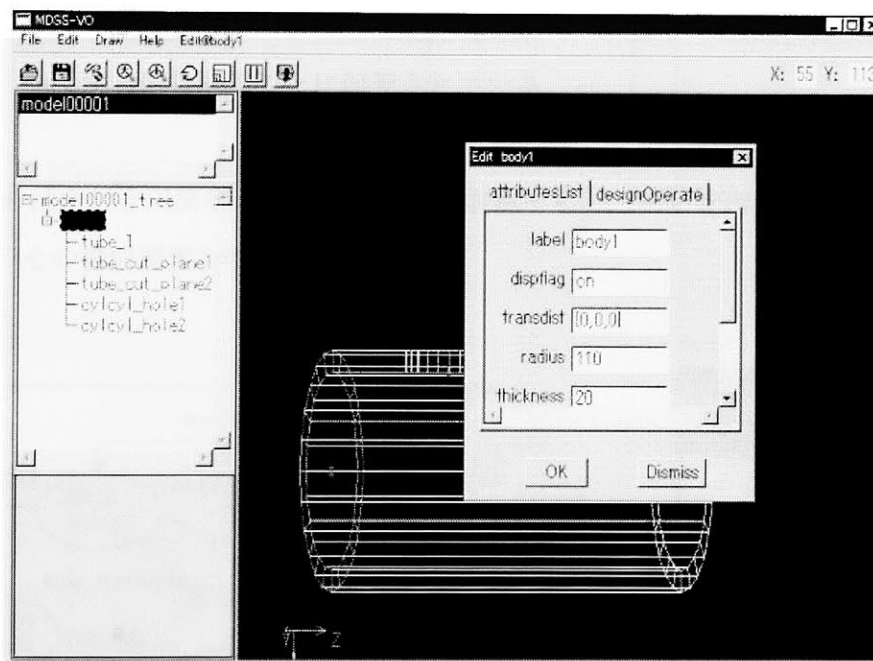 MDSS-VO
File Edit Draw Help Edit@body1
X: 55 Y: 113
model00001
model00001_tree
tube_1
tube_cut_plane1
tube_cut_plane2
cylcyl_hole1
cylcyl_hole2
Edit body1
attributesList designOperate
label body1
dispflag on
transdist [0,0,0]
radius 110
thickness 20
OK Dismiss
Y Z